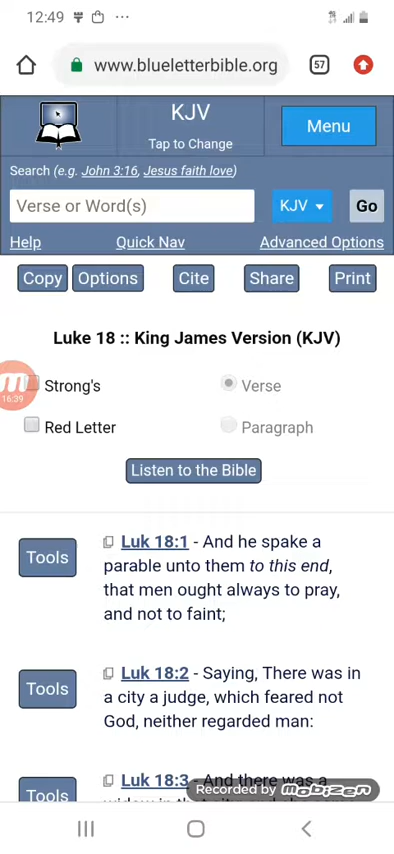 12:49
www.blueletterbible.org
57
KJV
Tap to Change
Menu
Search (e.g. John 3:16, Jesus faith love)
Verse or Word(s)
KJV
Go
Help Quick Nav Advanced Options
Copy Options Cite Share Print
Luke 18 :: King James Version (KJV)
Strong's Verse
16:39
Red Letter Paragraph
Listen to the Bible
Tools
Luk 18:1 - And he spake a
parable unto them to this end,
that men ought always to pray,
and not to faint;
Tools
Luk 18:2 - Saying, There was in
a city a judge, which feared not
God, neither regarded man:
Tools
Luk 18:3 - And there was a
Recorded by mobizen